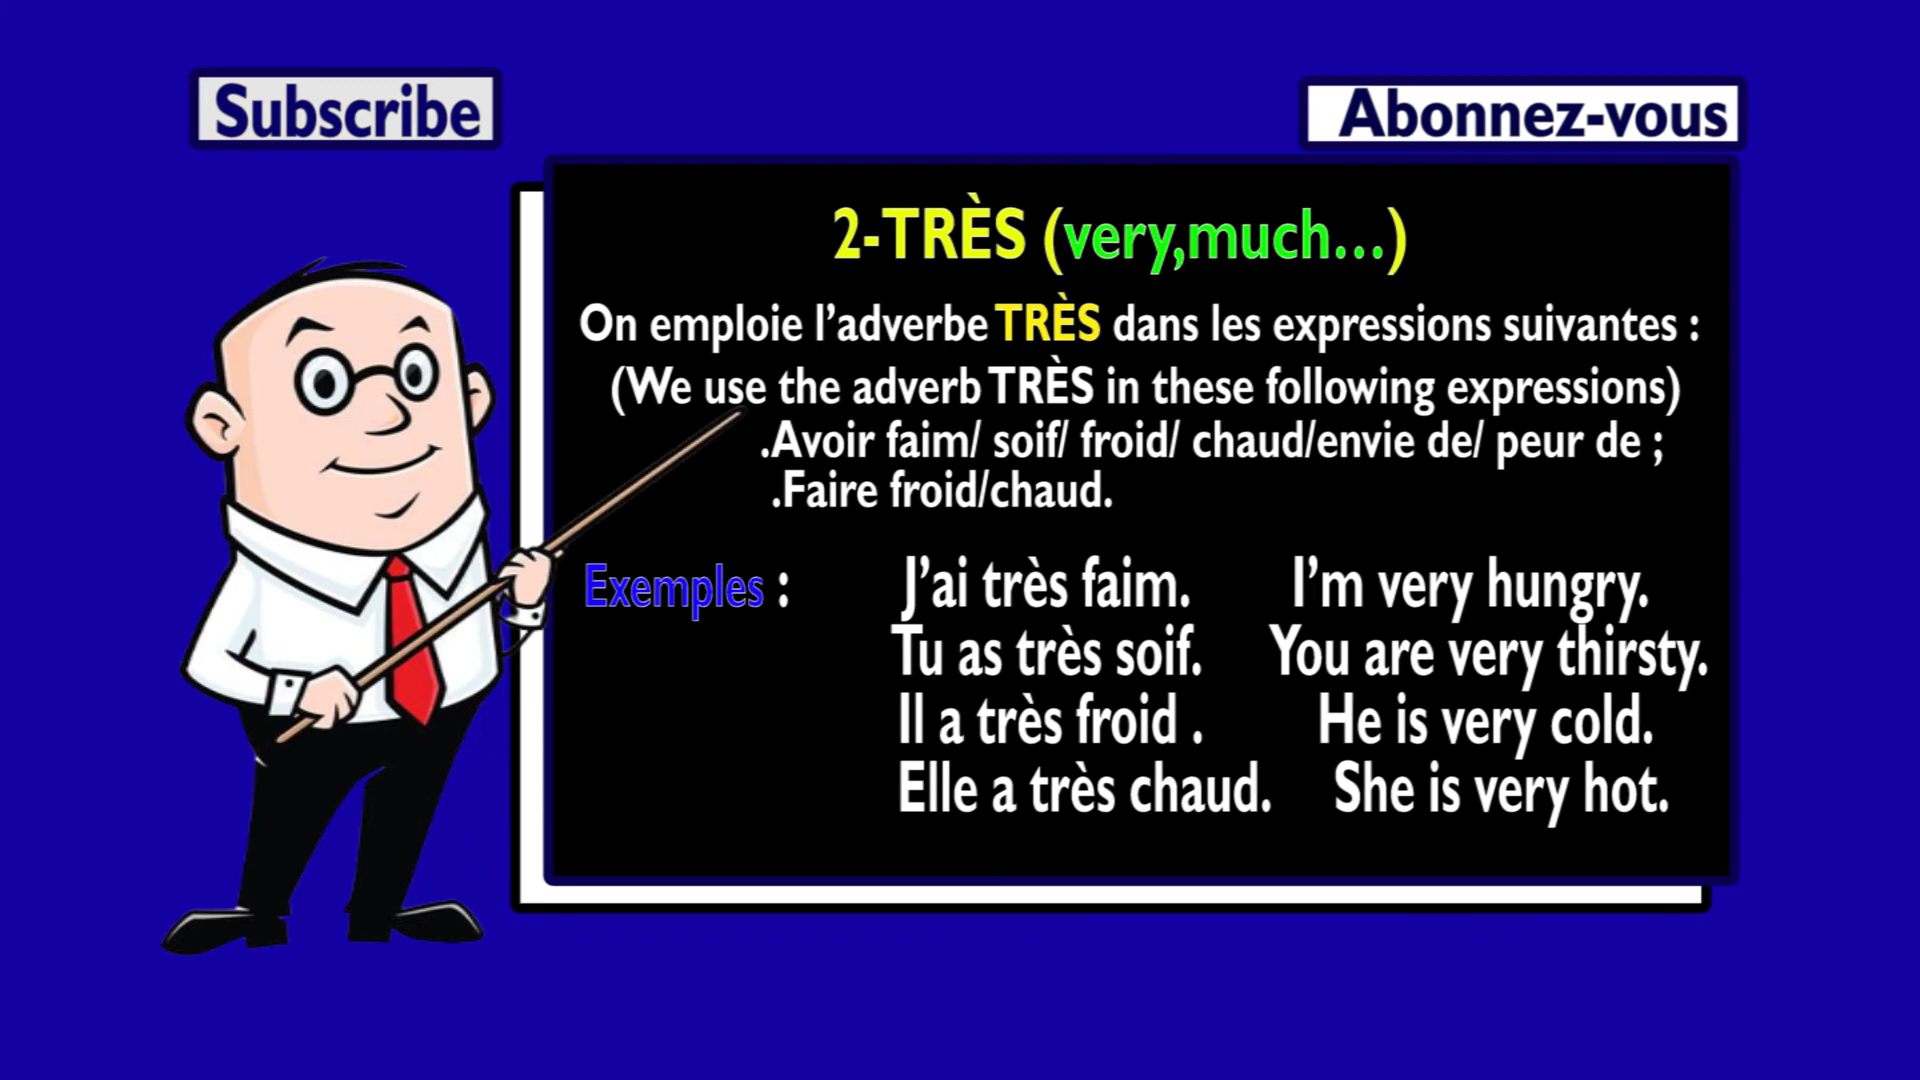 Subscribe
Abonnez-vous
2-TRÈS (very,much...)
On emploie l'adverbe TRÈS dans les expressions suivantes :
(We use the adverb TRÈS in these following expressions)
.Avoir faim/ soif/ froid/ chaud/envie de/ peur de ;
.Faire froid/chaud.
Exemples : J'ai très faim. I'm very hungry.
Tu as très soif. You are very thirsty.
Il a très froid . He is very cold.
Elle a très chaud. She is very hot.